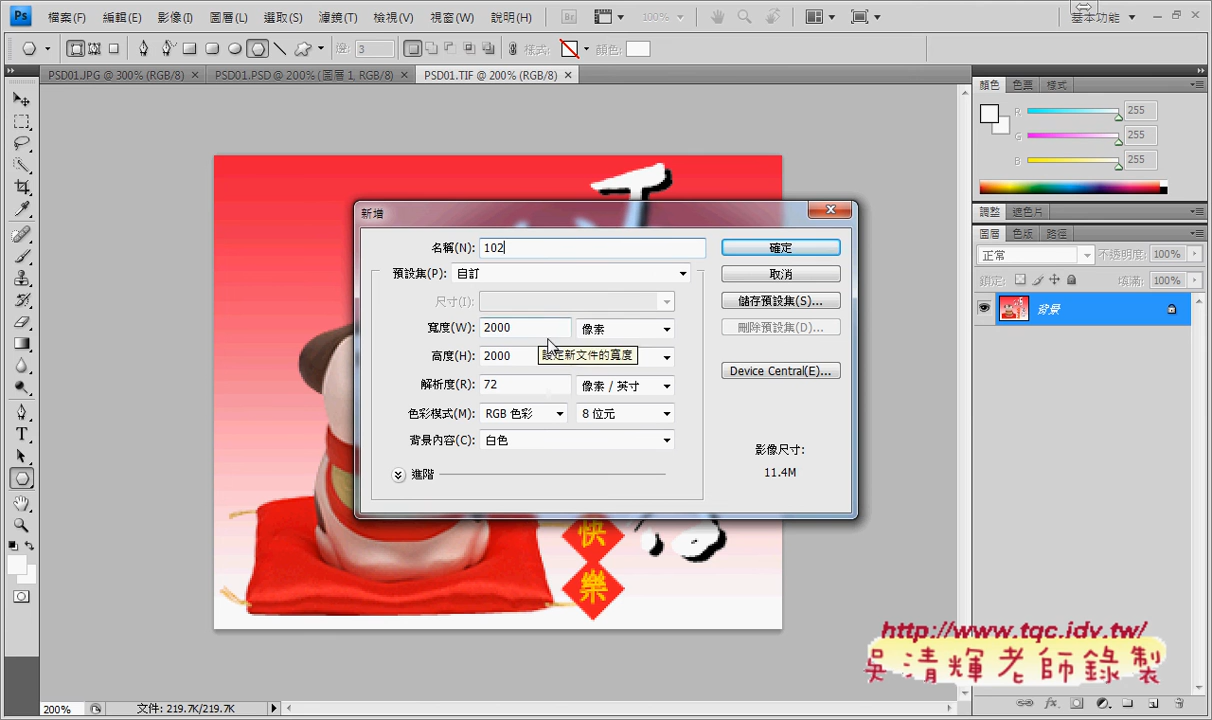 Ps 檔案(F) 編輯(E) 影像(I) 圖層(L) 選取(S) 濾鏡(T) 檢視(V) 視窗(W) 說明(H) Br 100% 基本功能
邊: 3 樣式: 顏色:
PSD01.JPG @ 300% (RGB/8) × PSD01.PSD @ 200% (圖層 1, RGB/8) × PSD01.TIF @ 200% (RGB/8) ×
顏色 色票 樣式
R 255
G 255
B 255
調整 遮色片
圖層 色版 路徑
正常 不透明度: 100%
鎖定: 填滿: 100%
背景
新增
名稱(N): 102 確定
預設集(P): 自訂 取消
尺寸(I): 儲存預設集(S)...
寬度(W): 2000 像素 刪除預設集(D)...
高度(H): 2000 設定新文件的寬度
Device Central(E)...
解析度(R): 72 像素 / 英寸
色彩模式(M): RGB 色彩 8 位元
背景內容(C): 白色
影像尺寸:
11.4M
進階
快
樂
http://www.tqc.idv.tw/
吳清輝老師錄製
200% 文件: 219.7K/219.7K